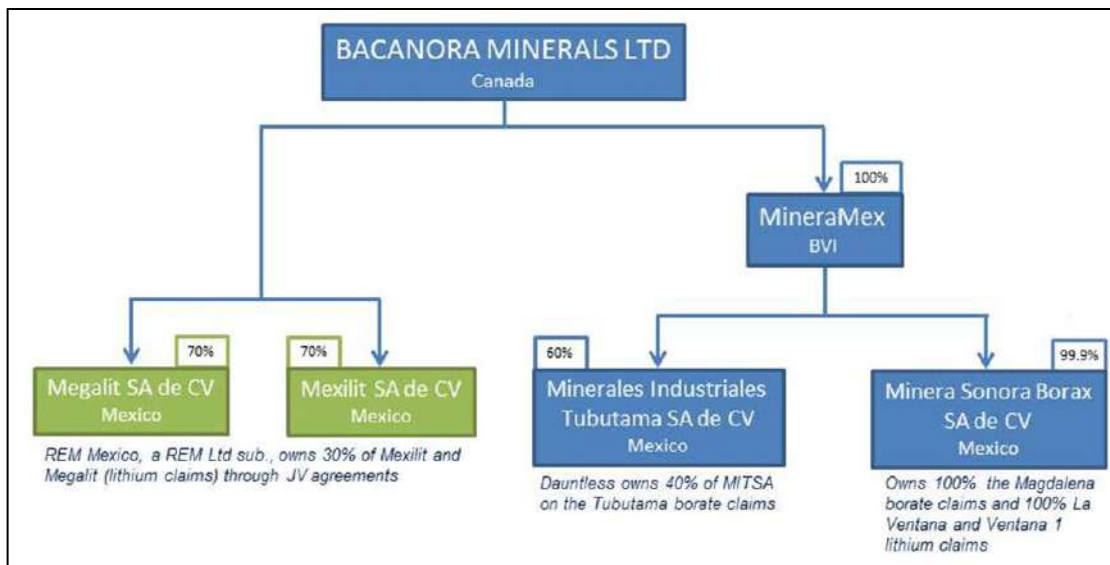 BACANORA MINERALS LTD
Canada
100%
MineraMex
BVI
70%
Megalit SA de CV
Mexico
70%
Mexilit SA de CV
Mexico
REM Mexico, a REM Ltd sub., owns 30% of Mexilit and
Megalit (lithium claims) through JV agreements
60%
Minerales Industriales
Tubutama SA de CV
Mexico
Dauntless owns 40% of MITSA
on the Tubutama borate claims
99.9%
Minera Sonora Borax
SA de CV
Mexico
Owns 100% the Magdalena
borate claims and 100% La
Ventana and Ventana 1
lithium claims